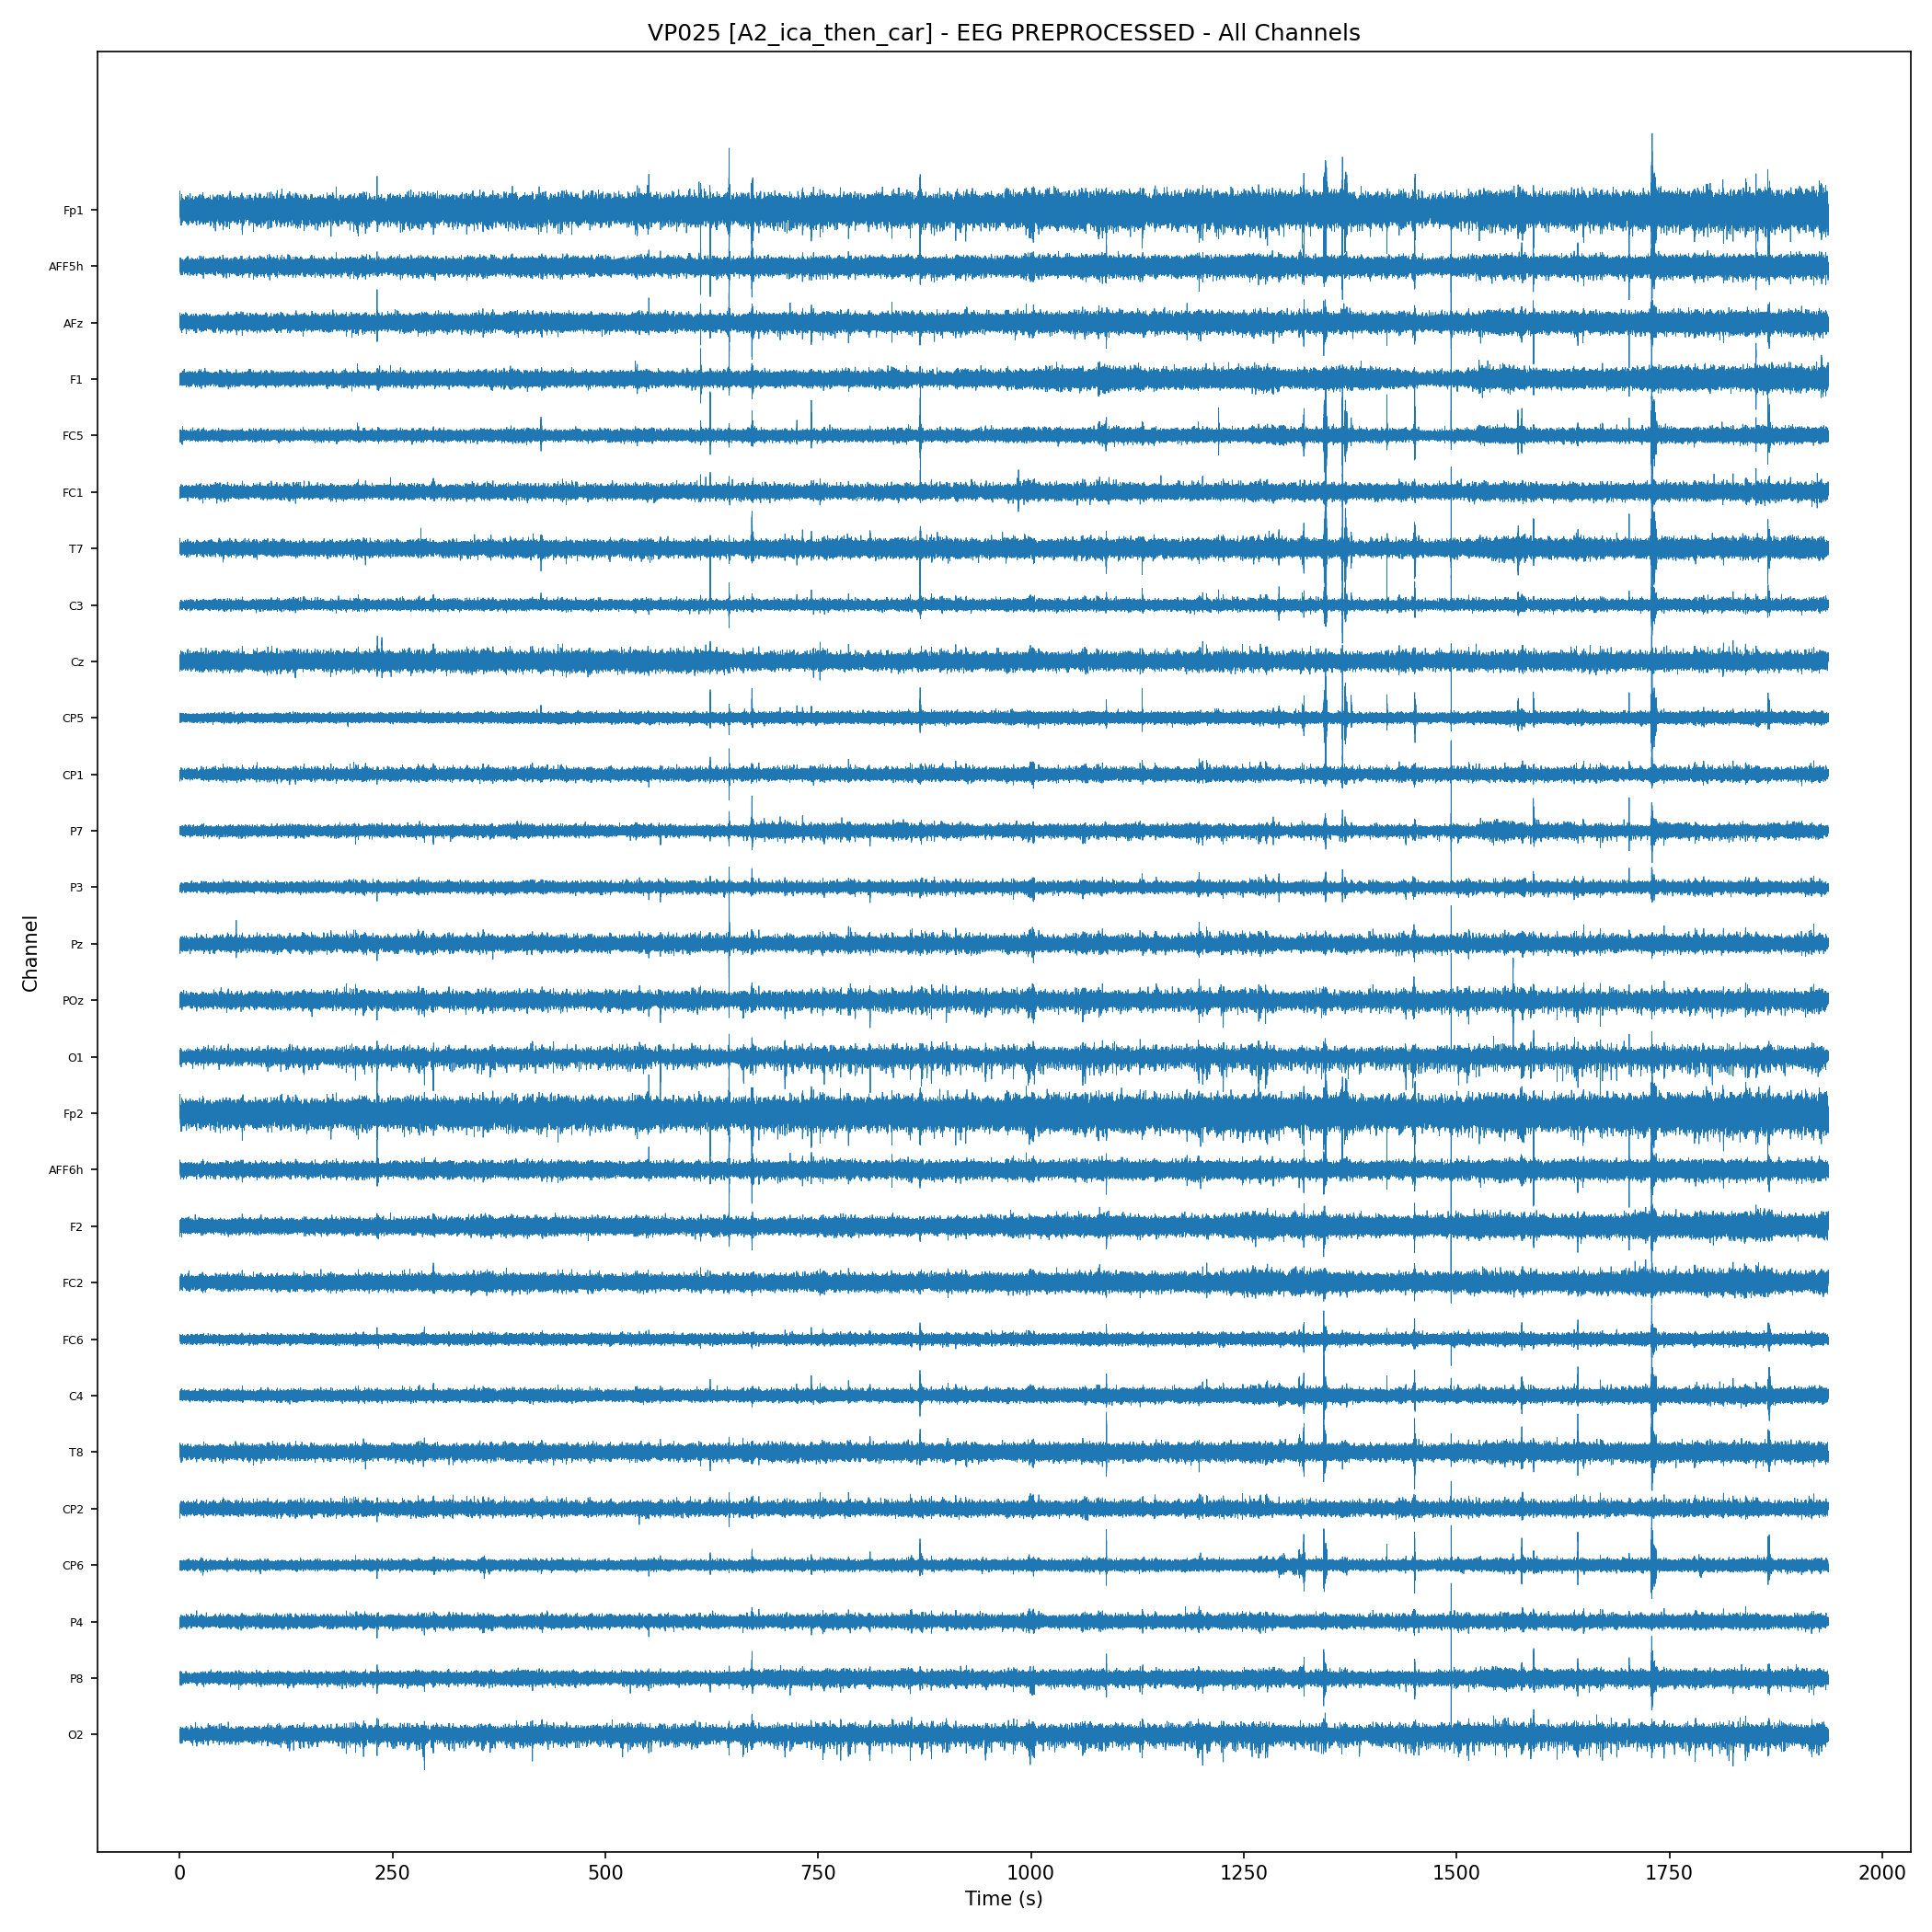 VP025 [A2_ica_then_car] - EEG PREPROCESSED - All Channels
Channel
Fp1
AFF5h
AFz
F1
FC5
FC1
T7
C3
Cz
CP5
CP1
P7
P3
Pz
POz
O1
Fp2
AFF6h
F2
FC2
FC6
C4
T8
CP2
CP6
P4
P8
O2
0 250 500 750 1000 1250 1500 1750 2000
Time (s)